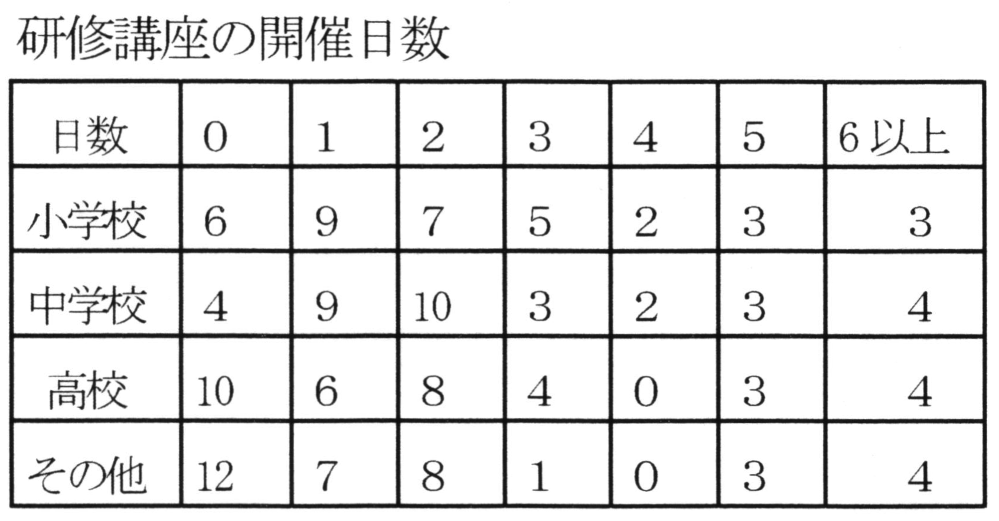 研修講座の開催日数
日数 0 1 2 3 4 5 6以上
小学校 6 9 7 5 2 3 3
中学校 4 9 10 3 2 3 4
高校 10 6 8 4 0 3 4
その他 12 7 8 1 0 3 4